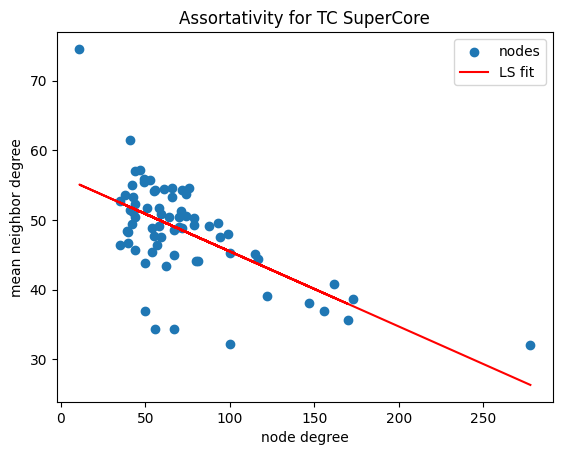 Assortativity for TC SuperCore
nodes
LS fit
70
60
50
40
30
mean neighbor degree
0
50
100
150
200
250
node degree